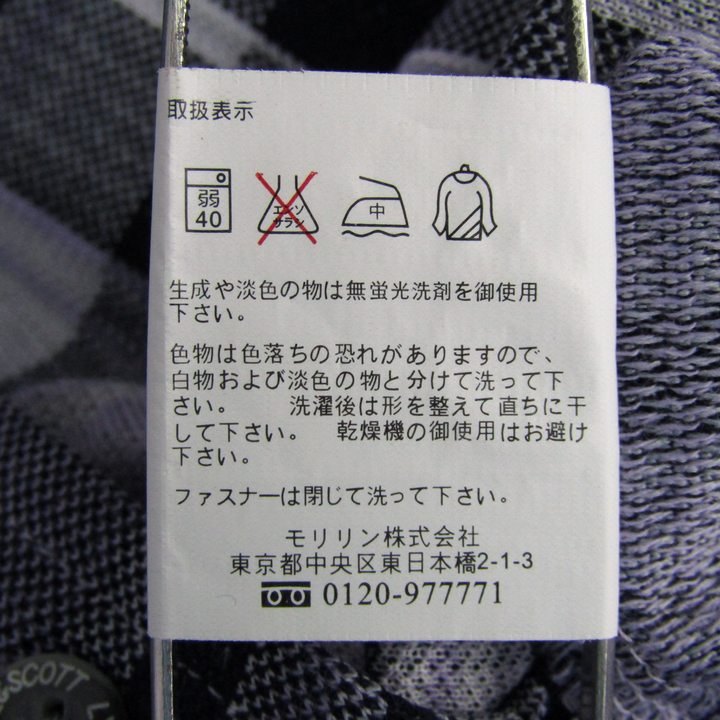 取扱表示
弱
40
エンソ
サラシ
中
生成や淡色の物は無蛍光洗剤を御使用
下さい。
色物は色落ちの恐れがありますので、
白物および淡色の物と分けて洗って下
さい。 洗濯後は形を整えて直ちに干
して下さい。 乾燥機の御使用はお避け
下さい。
ファスナーは閉じて洗って下さい。
モリリン株式会社
東京都中央区東日本橋2-1-3
0120-977771
SCOTT